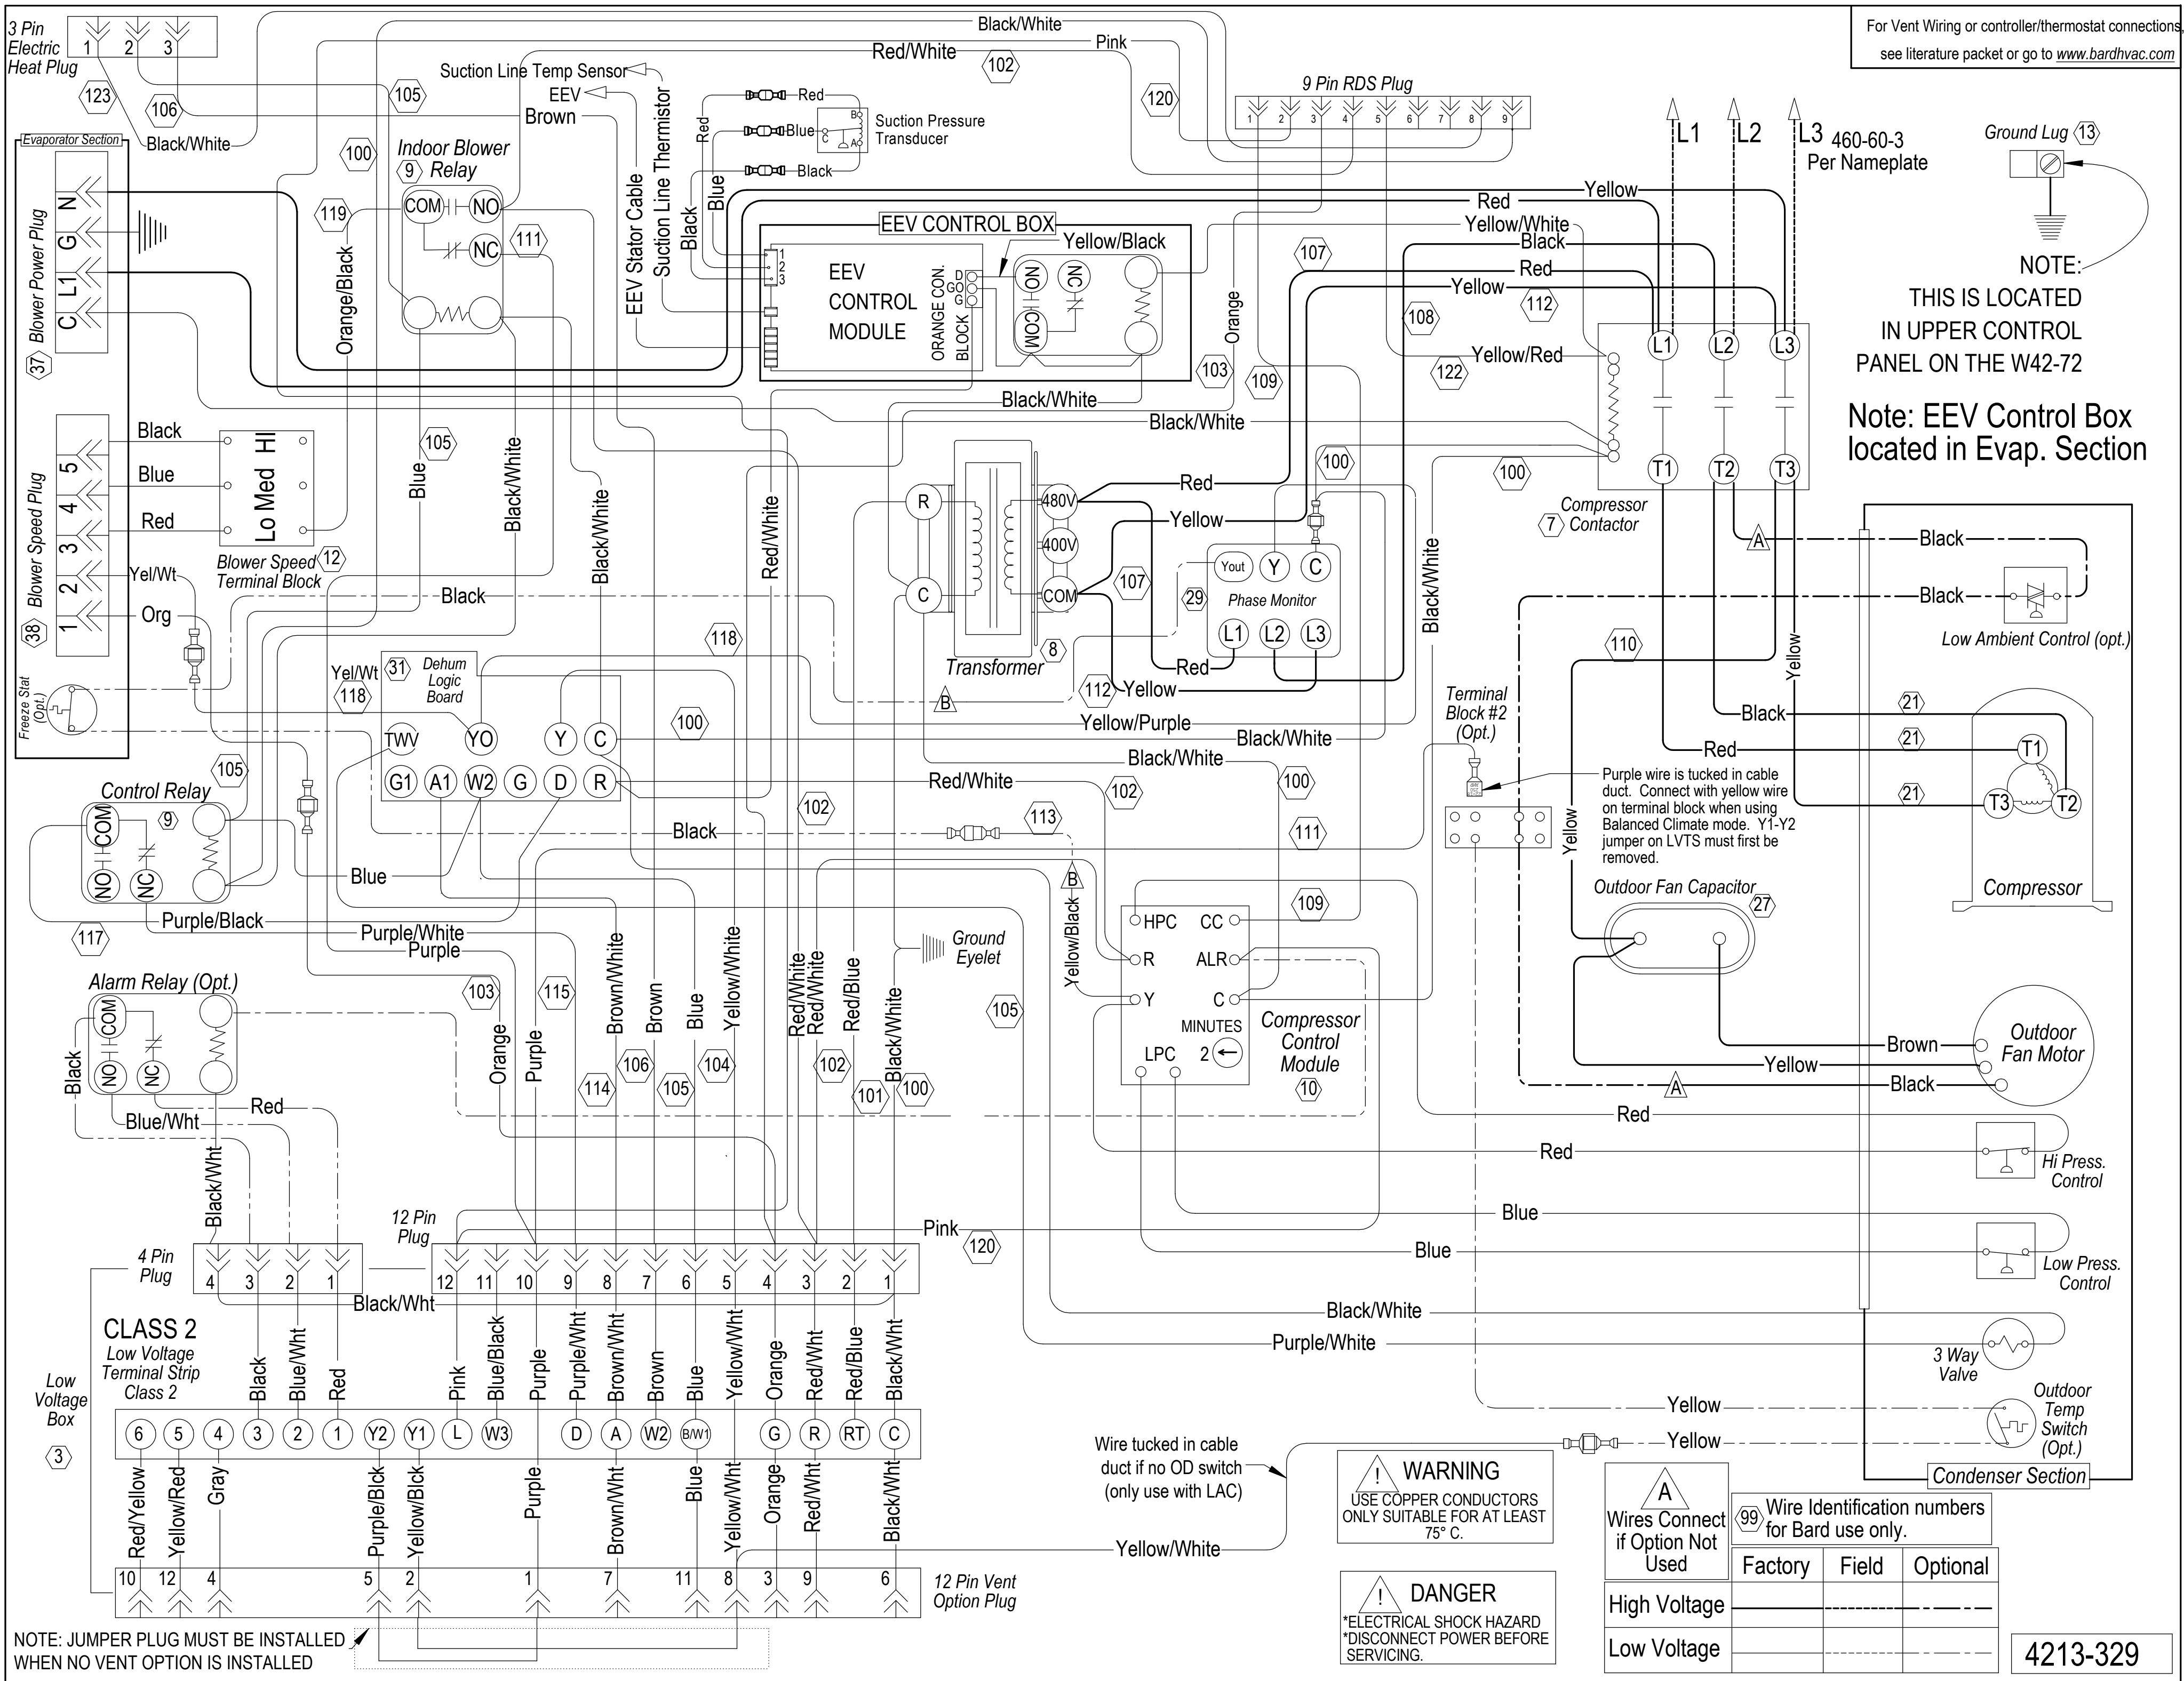 3 Pin
Electric
Heat Plug
1 2 3
123
106
Black/White
105
100
Black/White
Pink
Red/White
102
120
Suction Line Temp Sensor
EEV
Brown
Red
Blue
Black
B
C
A
Suction Pressure
Transducer
Red
Blue
Black
EEV Stator Cable
Suction Line Thermistor
9 Pin RDS Plug
1 2 3 4 5 6 7 8 9
For Vent Wiring or controller/thermostat connections,
see literature packet or go to www.bardhvac.com
L1 L2 L3
460-60-3
Per Nameplate
Ground Lug 13
NOTE:
THIS IS LOCATED
IN UPPER CONTROL
PANEL ON THE W42-72
Note: EEV Control Box
located in Evap. Section
Evaporator Section
37 Blower Power Plug
N
G
L1
C
38 Blower Speed Plug
5
4
3
2
1
Black
Blue
Red
Yel/Wt
Org
HI
Med
Lo
Blower Speed
Terminal Block
12
Freeze Stat
(Opt.)
Indoor Blower
Relay
9
COM NO
NC
119
111
Orange/Black
Blue
105
Black/White
Black/White
EEV CONTROL BOX
Yellow/Black
1
2
3
EEV
CONTROL
MODULE
ORANGE CON.
BLOCK
D
GO
G
NO NC
COM
Yellow
Red
Yellow/White
Black
107
Red
Yellow
112
108
Orange
103
109
Yellow/Red
122
Black/White
Black/White
100
100
L1 L2 L3
T1 T2 T3
7
Compressor
Contactor
R
C
480V
400V
COM
Transformer 8
Red
Yellow
107
Red/White
Yout Y C
Phase Monitor
29
L1 L2 L3
Red
Yellow
112
B
Black
118
Yel/Wt
118
31
Dehum
Logic
Board
TWV YO Y C
G1 A1 W2 G D R
100
Yellow/Purple
Black/White
Black/White
Red/White
100
102
102
Black
113
B
111
Black/White
Control Relay
9
COM
NO NC
105
Blue
Purple/Black
117
Purple/White
Purple
Terminal
Block #2
(Opt.)
Purple wire is tucked in cable
duct. Connect with yellow wire
on terminal block when using
Balanced Climate mode. Y1-Y2
jumper on LVTS must first be
removed.
A
Black
Black
Low Ambient Control (opt.)
110
Yellow
Black
21
Red
21
21
T1
T3 T2
Compressor
Yellow
Outdoor Fan Capacitor
27
Outdoor
Fan Motor
Brown
Yellow
A
Black
HPC CC
R ALR
Y C
MINUTES
LPC 2
109
Compressor
Control
Module
10
Yellow/Black
105
Ground
Eyelet
Alarm Relay (Opt.)
COM
NO NC
Black
Blue/Wht
Red
Black/Wht
103
115
Orange
Purple
114
Brown/White
106
Brown
105
Blue
104
Yellow/White
Red/White
Red/White
102
Red/Blue
101
Black/White
100
Red
Red
Hi Press.
Control
Blue
Blue
Low Press.
Control
Pink
120
Black/White
Purple/White
3 Way
Valve
Yellow
Yellow
Outdoor
Temp
Switch
(Opt.)
Condenser Section
4 Pin
Plug
4 3 2 1
12 Pin
Plug
12 11 10 9 8 7 6 5 4 3 2 1
Black/Wht
CLASS 2
Low Voltage
Terminal Strip
Class 2
Low
Voltage
Box
3
Black
Blue/Wht
Red
Pink
Blue/Black
Purple
Purple/Wht
Brown/Wht
Brown
Blue
Yellow/Wht
Orange
Red/Wht
Red/Blue
Black/Wht
6 5 4 3 2 1 Y2 Y1 L W3 D A W2 B/W1 G R RT C
Red/Yellow
Yellow/Red
Gray
Purple/Blck
Yellow/Blck
Purple
Brown/Wht
Blue
Yellow/Wht
Orange
Red/Wht
Black/Wht
10 12 4 5 2 1 7 11 8 3 9 6
12 Pin Vent
Option Plug
NOTE: JUMPER PLUG MUST BE INSTALLED
WHEN NO VENT OPTION IS INSTALLED
Wire tucked in cable
duct if no OD switch
(only use with LAC)
Yellow/White
! WARNING
USE COPPER CONDUCTORS
ONLY SUITABLE FOR AT LEAST
75° C.
! DANGER
*ELECTRICAL SHOCK HAZARD
*DISCONNECT POWER BEFORE
SERVICING.
A
Wires Connect
if Option Not
Used
99 Wire Identification numbers
for Bard use only.
Factory Field Optional
High Voltage
Low Voltage
4213-329